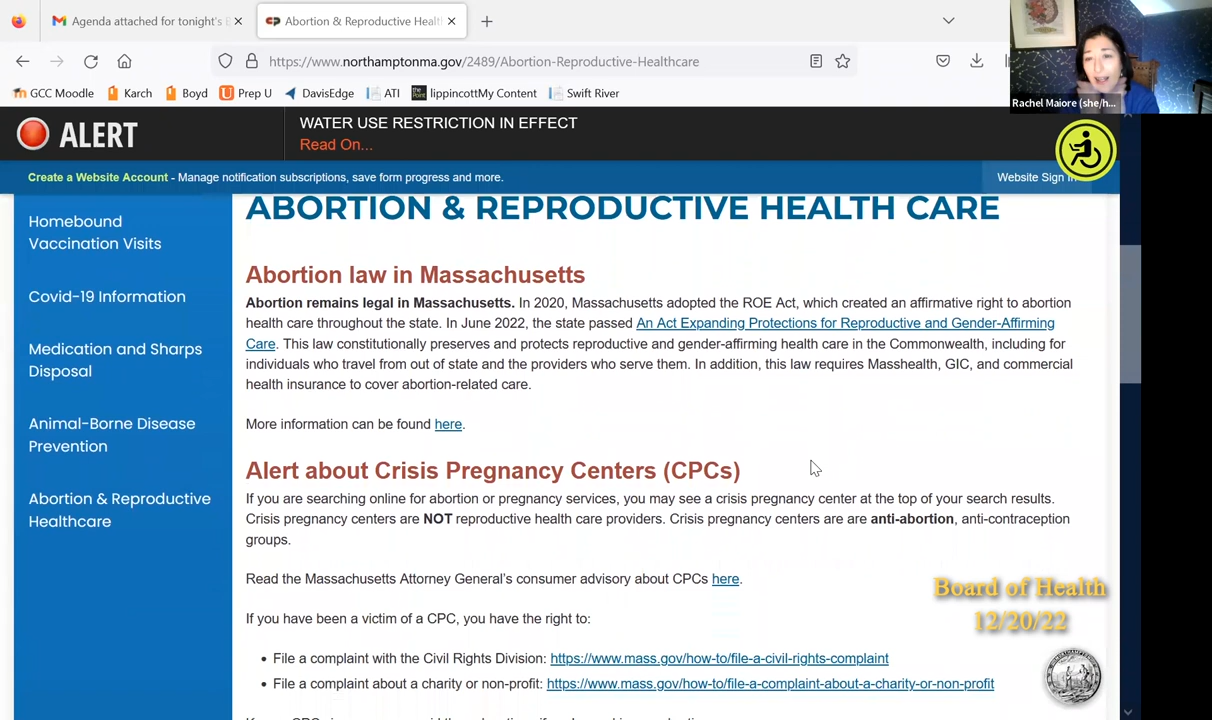 Agenda attached for tonight's
Abortion & Reproductive Healt
https://www.northamptonma.gov/2489/Abortion-Reproductive-Healthcare
GCC Moodle Karch Boyd Prep U DavisEdge ATI lippincottMy Content Swift River
Rachel Maiore (she/h...
ALERT
WATER USE RESTRICTION IN EFFECT
Read On...
Create a Website Account - Manage notification subscriptions, save form progress and more.
Website Sign In
Homebound
Vaccination Visits
Covid-19 Information
Medication and Sharps
Disposal
Animal-Borne Disease
Prevention
Abortion & Reproductive
Healthcare
ABORTION & REPRODUCTIVE HEALTH CARE
Abortion law in Massachusetts
Abortion remains legal in Massachusetts. In 2020, Massachusetts adopted the ROE Act, which created an affirmative right to abortion
health care throughout the state. In June 2022, the state passed An Act Expanding Protections for Reproductive and Gender-Affirming
Care. This law constitutionally preserves and protects reproductive and gender-affirming health care in the Commonwealth, including for
individuals who travel from out of state and the providers who serve them. In addition, this law requires Masshealth, GIC, and commercial
health insurance to cover abortion-related care.
More information can be found here.
Alert about Crisis Pregnancy Centers (CPCs)
If you are searching online for abortion or pregnancy services, you may see a crisis pregnancy center at the top of your search results.
Crisis pregnancy centers are NOT reproductive health care providers. Crisis pregnancy centers are are anti-abortion, anti-contraception
groups.
Read the Massachusetts Attorney General's consumer advisory about CPCs here.
If you have been a victim of a CPC, you have the right to:
• File a complaint with the Civil Rights Division: https://www.mass.gov/how-to/file-a-civil-rights-complaint
• File a complaint about a charity or non-profit: https://www.mass.gov/how-to/file-a-complaint-about-a-charity-or-non-profit
Board of Health
12/20/22